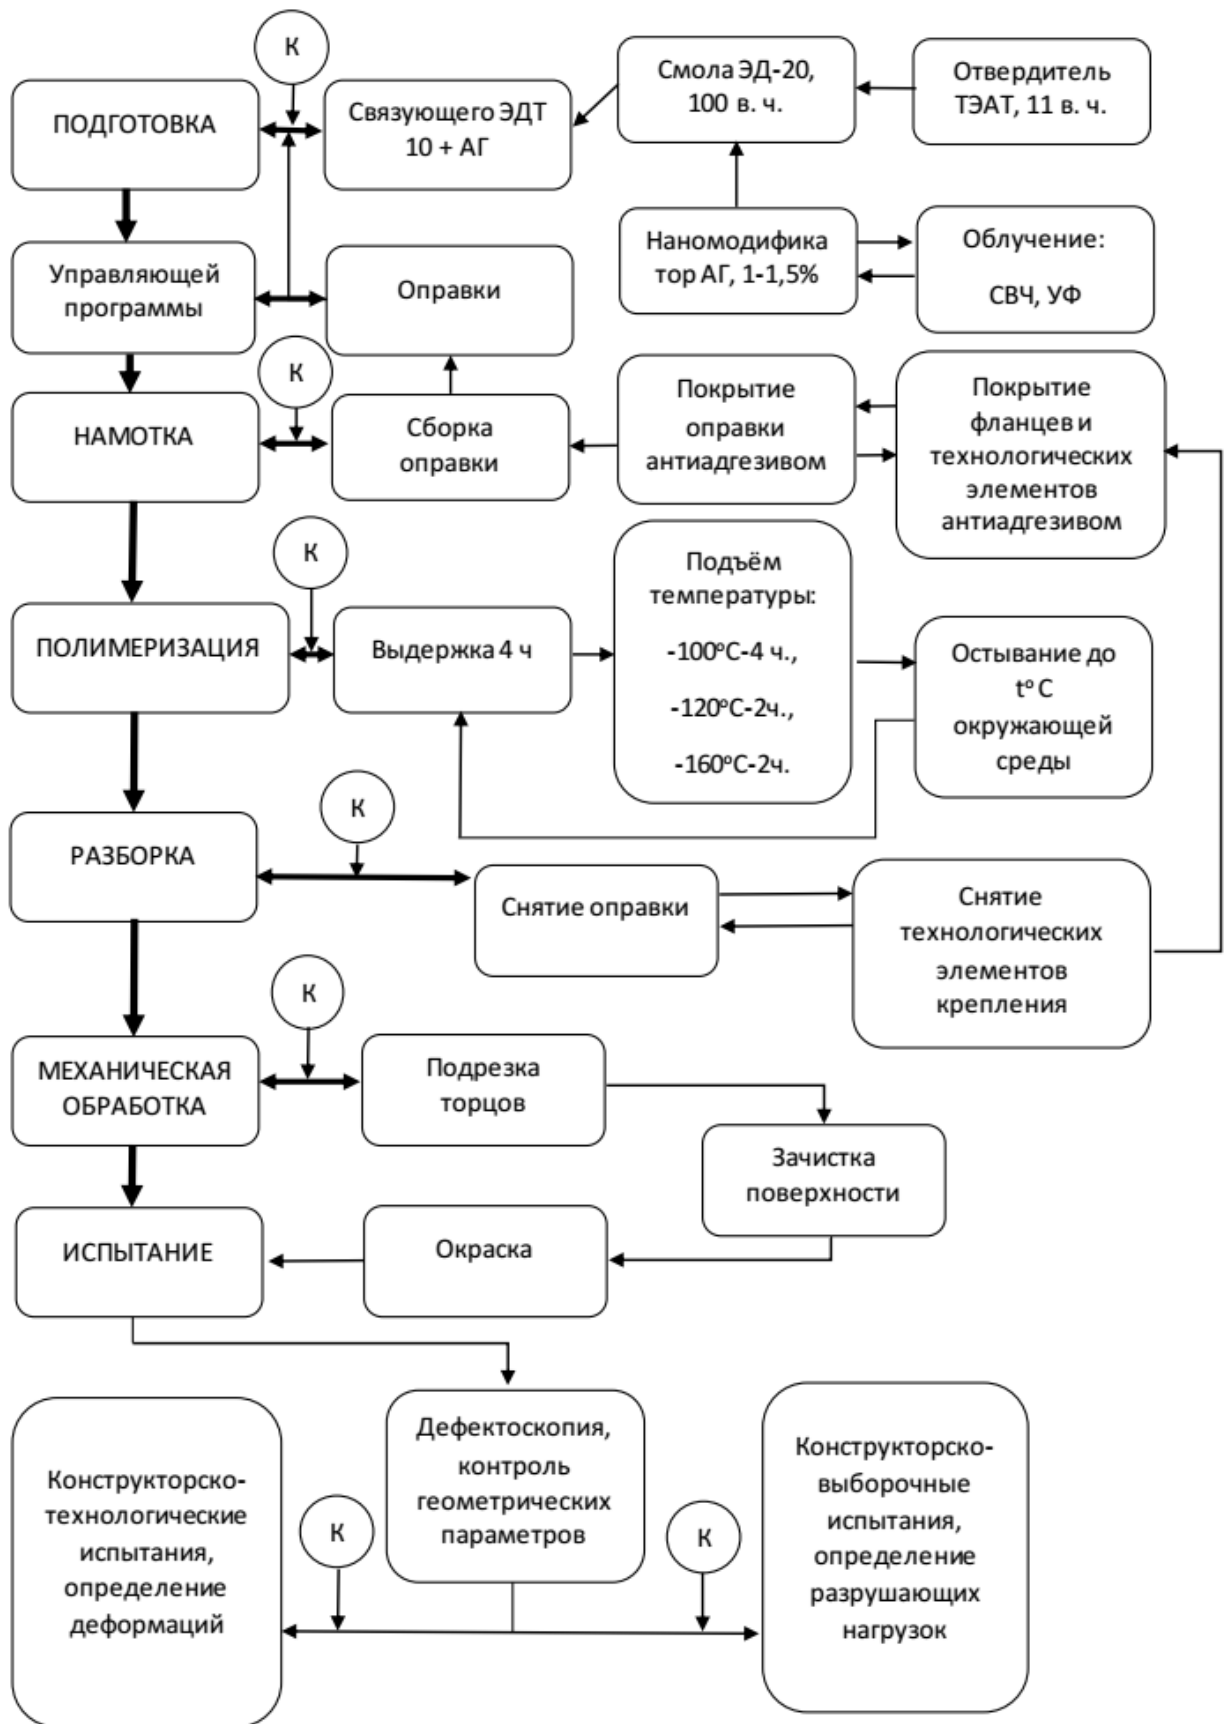 К
ПОДГОТОВКА
Связующего ЭДТ
10 + АГ
Смола ЭД-20,
100 в. ч.
Отвердитель
ТЭАТ, 11 в. ч.
Управляющей
программы
Оправки
Наномодифика
тор АГ, 1-1,5%
Облучение:
СВЧ, УФ
К
НАМОТКА
Сборка
оправки
Покрытие
оправки
антиадгезивом
Покрытие
фланцев и
технологических
элементов
антиадгезивом
К
ПОЛИМЕРИЗАЦИЯ
Выдержка 4 ч
Подъём
температуры:
-100°С-4 ч.,
-120°С-2ч.,
-160°С-2ч.
Остывание до
t° С
окружающей
среды
К
РАЗБОРКА
Снятие оправки
Снятие
технологических
элементов
крепления
К
МЕХАНИЧЕСКАЯ
ОБРАБОТКА
Подрезка
торцов
Зачистка
поверхности
ИСПЫТАНИЕ
Окраска
Конструкторско-
технологические
испытания,
определение
деформаций
К
Дефектоскопия,
контроль
геометрических
параметров
К
Конструкторско-
выборочные
испытания,
определение
разрушающих
нагрузок